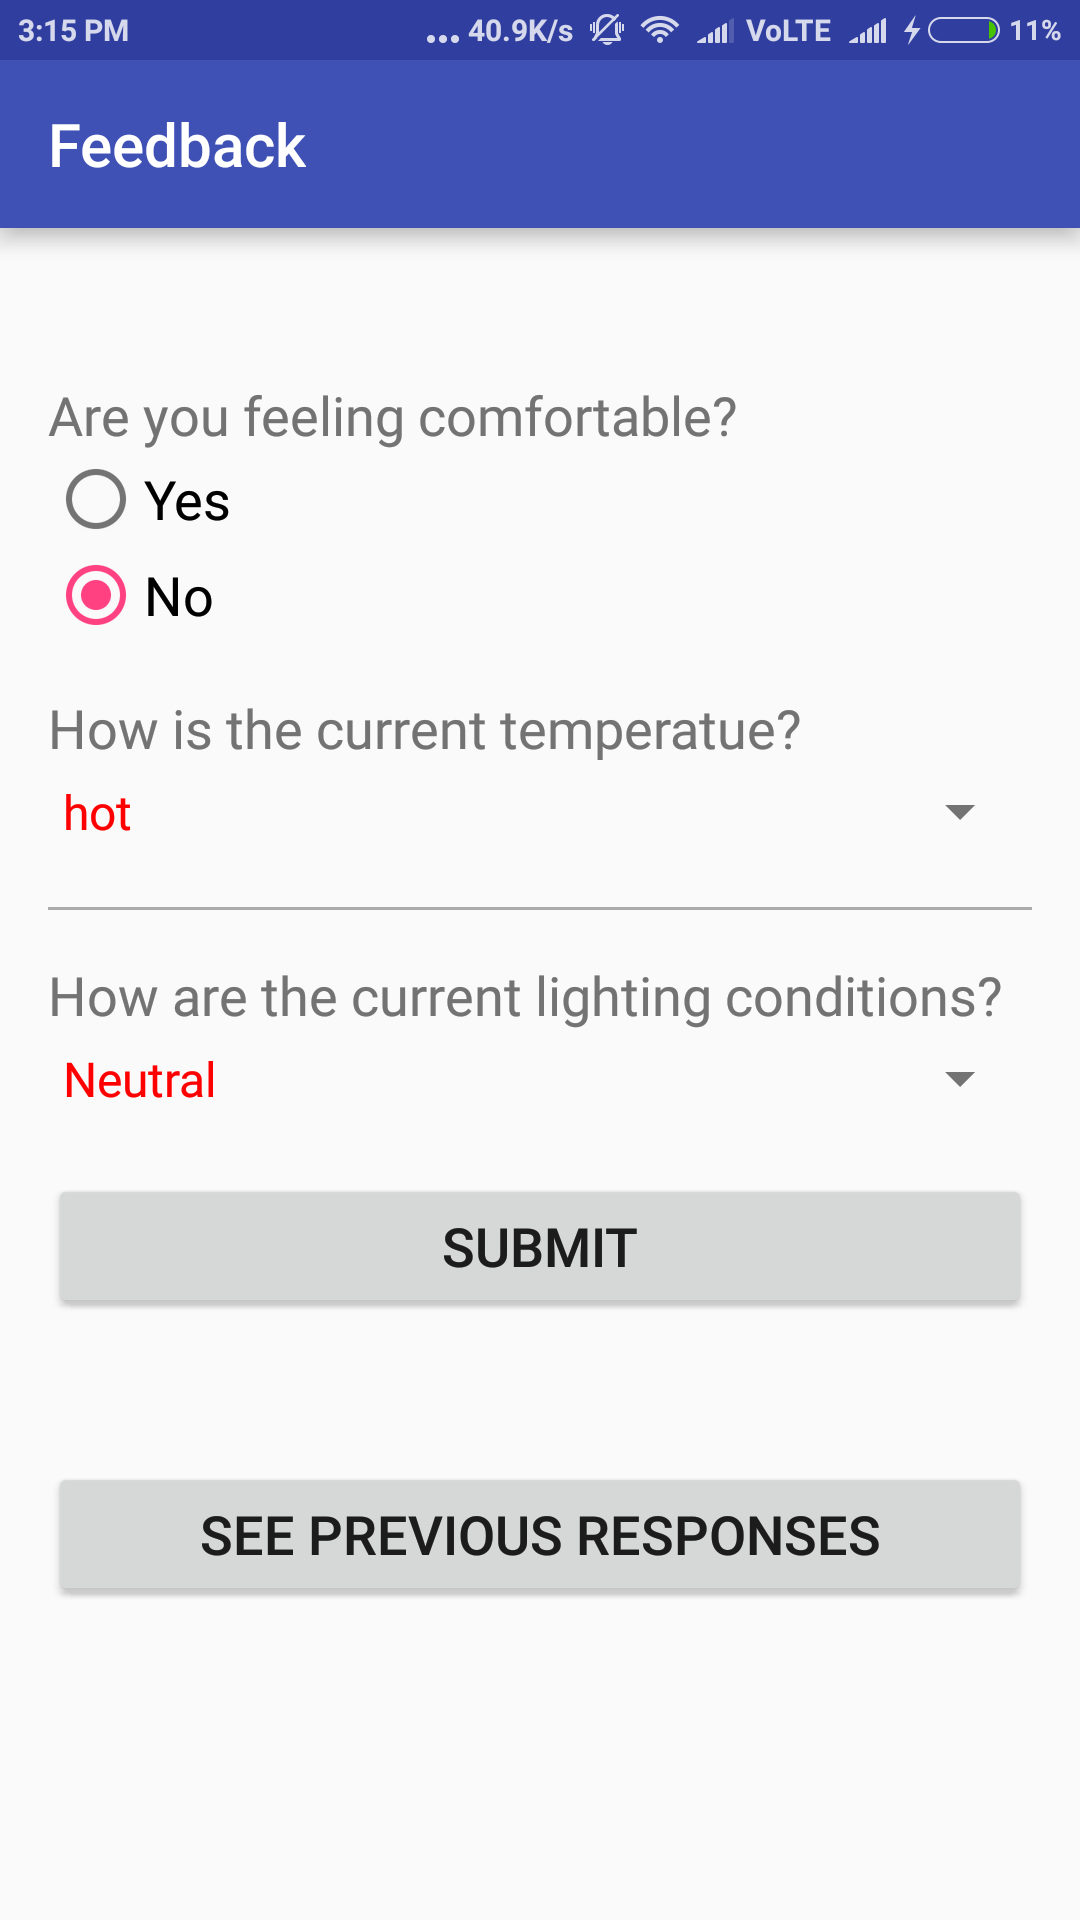 3:15 PM ... 40.9K/s VoLTE 11%
Feedback
Are you feeling comfortable?
Yes
No
How is the current temperatue?
hot
How are the current lighting conditions?
Neutral
SUBMIT
SEE PREVIOUS RESPONSES